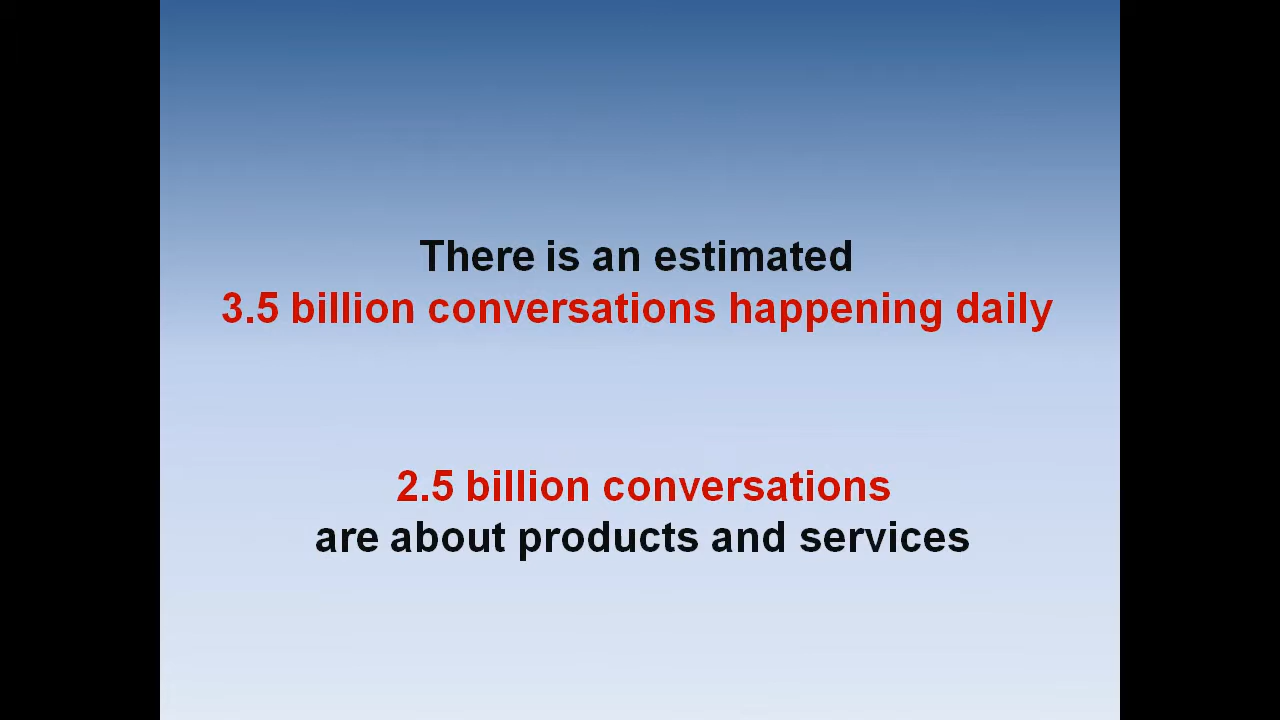 There is an estimated
3.5 billion conversations happening daily
2.5 billion conversations
are about products and services